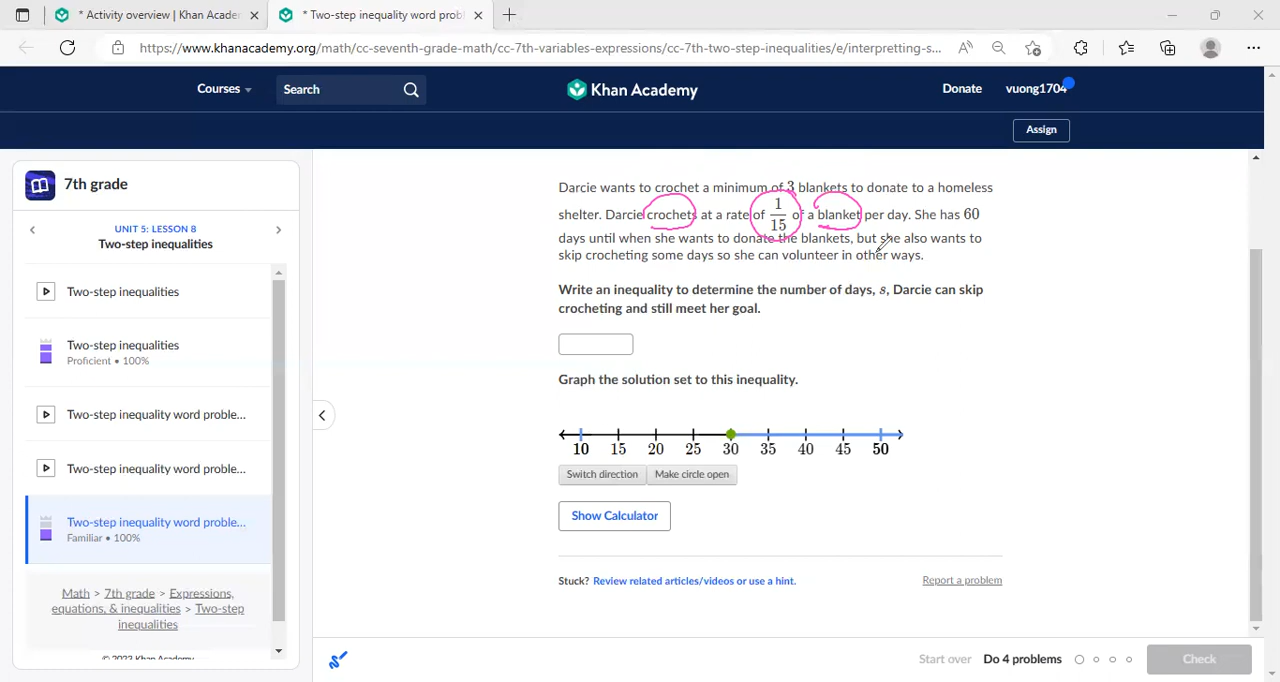 * Activity overview | Khan Acader
* Two-step inequality word probl
https://www.khanacademy.org/math/cc-seventh-grade-math/cc-7th-variables-expressions/cc-7th-two-step-inequalities/e/interpretting-s...
Courses
Search
Khan Academy
Donate
vuong1704
Assign
7th grade
UNIT 5: LESSON 8
Two-step inequalities
Two-step inequalities
Two-step inequalities
Proficient • 100%
Two-step inequality word proble...
Two-step inequality word proble...
Two-step inequality word proble...
Familiar • 100%
Math > 7th grade > Expressions,
equations, & inequalities > Two-step
inequalities
© 2023 Khan Academy
Darcie wants to crochet a minimum of 3 blankets to donate to a homeless
shelter. Darcie crochets at a rate of 1/15 of a blanket per day. She has 60
days until when she wants to donate the blankets, but she also wants to
skip crocheting some days so she can volunteer in other ways.
Write an inequality to determine the number of days, s, Darcie can skip
crocheting and still meet her goal.
Graph the solution set to this inequality.
10 15 20 25 30 35 40 45 50
Switch direction Make circle open
Show Calculator
Stuck? Review related articles/videos or use a hint.
Report a problem
Start over Do 4 problems
Check